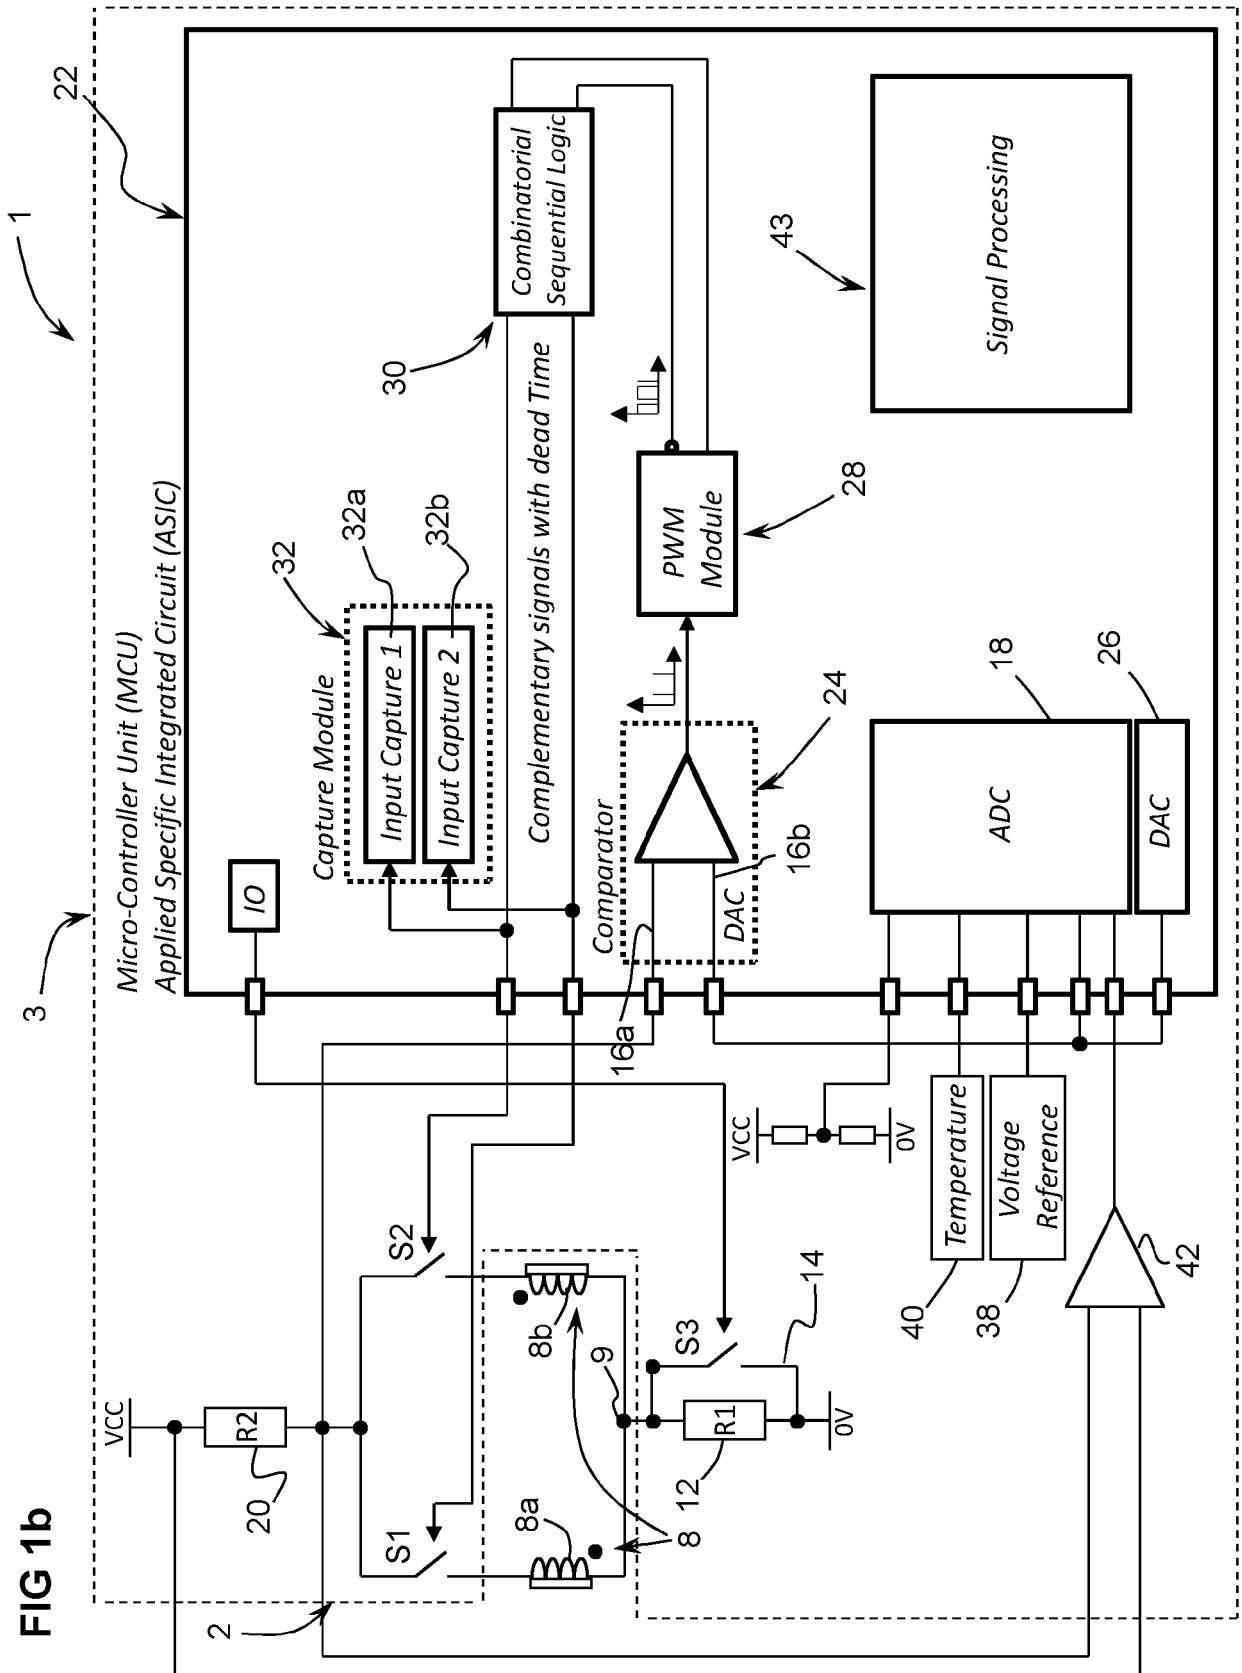 FIG 1b
1
3
22
Micro-Controller Unit (MCU)
Applied Specific Integrated Circuit (ASIC)
IO
Capture Module
32
Input Capture 1
32a
Input Capture 2
32b
30
Combinatorial
Sequential Logic
Complementary signals with dead Time
Comparator
DAC
16a
16b
24
PWM
Module
28
43
Signal Processing
ADC
18
DAC
26
2
VCC
R2
20
S1
S2
8a
8b
8
9
S3
R1
12
14
0V
VCC
0V
Temperature
40
Voltage
Reference
38
42